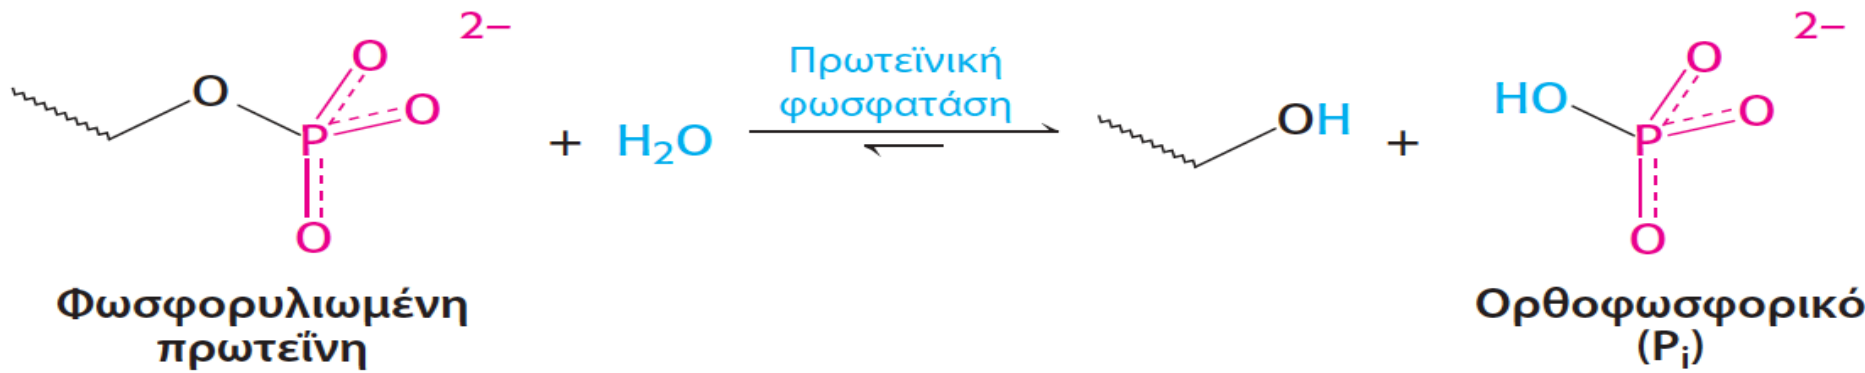 O
P
O
O
O
2−
+
H₂O
Πρωτεϊνική
φωσφατάση
OH
+
HO
P
O
O
O
2−
Φωσφορυλιωμένη
πρωτεΐνη
Ορθοφωσφορικό
(Pᵢ)